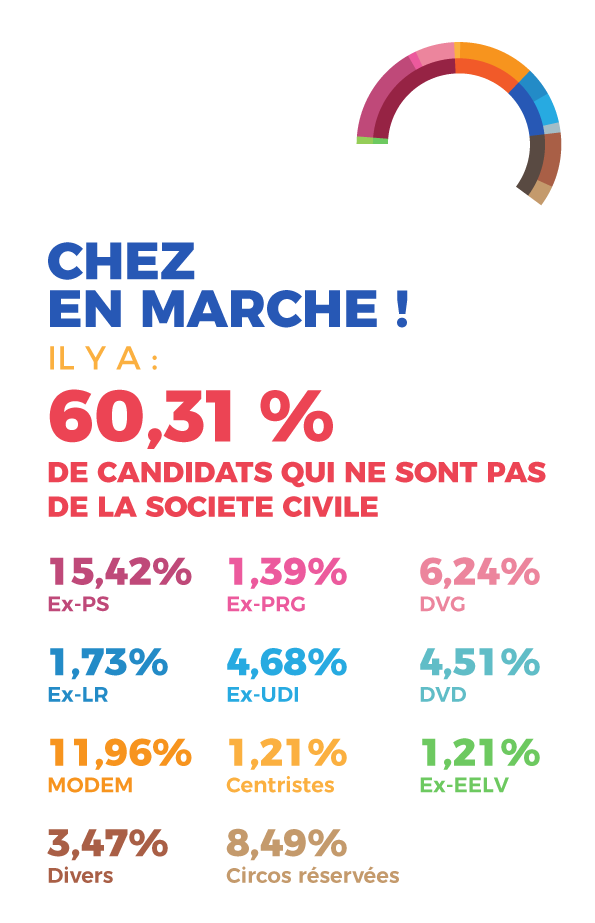 CHEZ
EN MARCHE !
IL Y A :
60,31 %
DE CANDIDATS QUI NE SONT PAS
DE LA SOCIETE CIVILE
15,42% 1,39% 6,24%
Ex-PS Ex-PRG DVG
1,73% 4,68% 4,51%
Ex-LR Ex-UDI DVD
11,96% 1,21% 1,21%
MODEM Centristes Ex-EELV
3,47% 8,49%
Divers Circos réservées